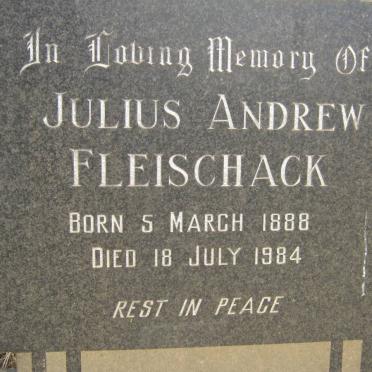 In Loving Memory Of
JULIUS ANDREW
FLEISCHACK
BORN 5 MARCH 1888
DIED 18 JULY 1984
REST IN PEACE